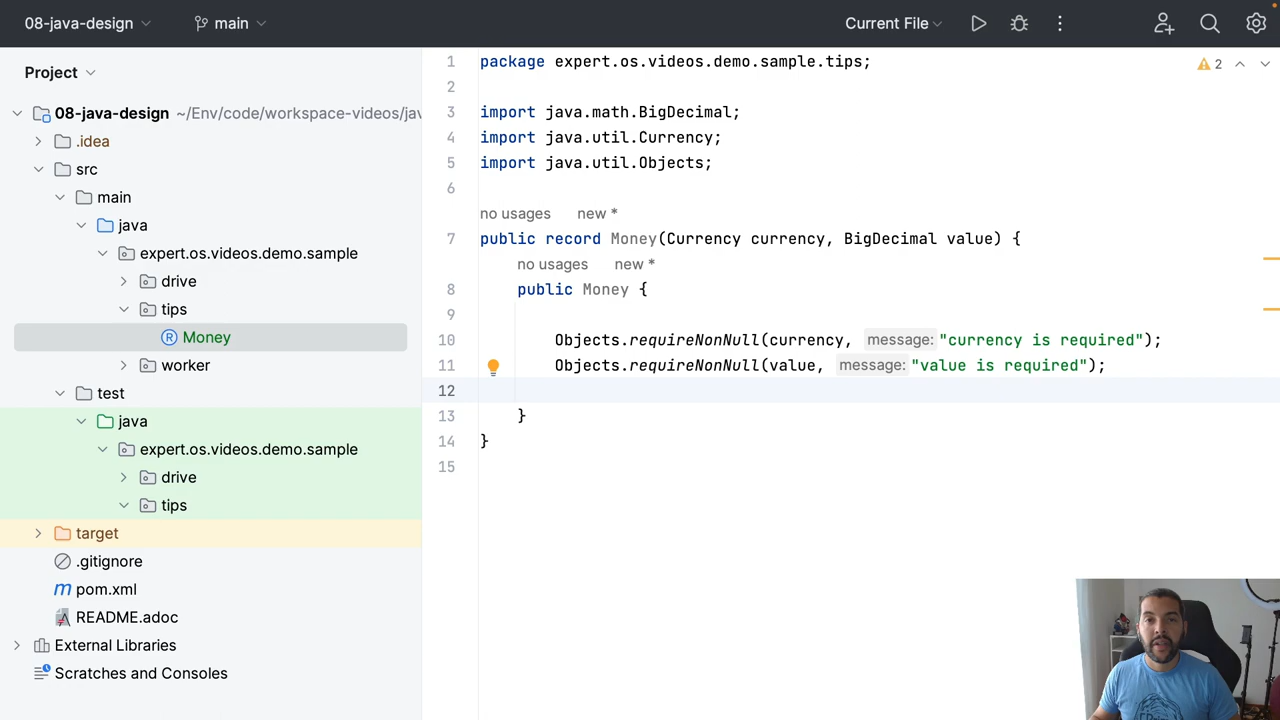 08-java-design
main
Current File
Project
08-java-design ~/Env/code/workspace-videos/jav
.idea
src
main
java
expert.os.videos.demo.sample
drive
tips
Money
worker
test
java
expert.os.videos.demo.sample
drive
tips
target
.gitignore
pom.xml
README.adoc
External Libraries
Scratches and Consoles
1 package expert.os.videos.demo.sample.tips;
2
3 import java.math.BigDecimal;
4 import java.util.Currency;
5 import java.util.Objects;
6
no usages new *
7 public record Money(Currency currency, BigDecimal value) {
no usages new *
8 public Money {
9
10 Objects.requireNonNull(currency, message: "currency is required");
11 Objects.requireNonNull(value, message: "value is required");
12
13 }
14 }
15
2